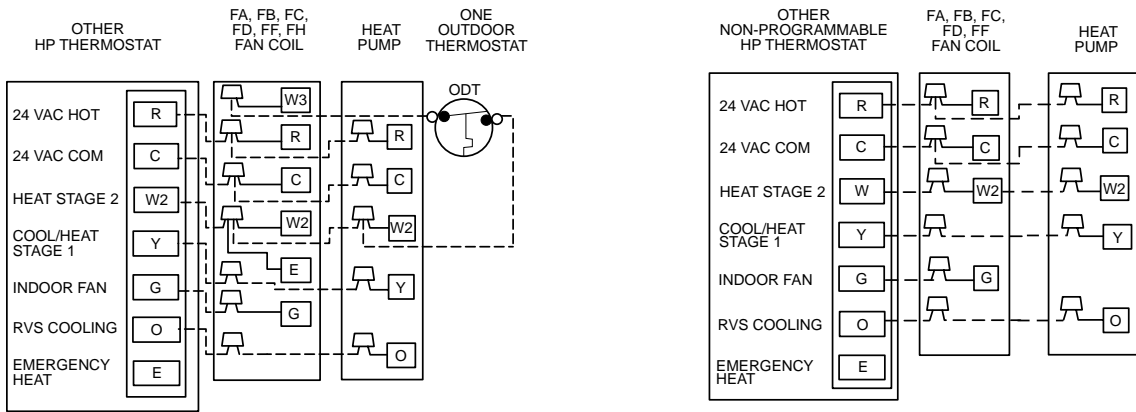 OTHER
HP THERMOSTAT
FA, FB, FC,
FD, FF, FH
FAN COIL
HEAT
PUMP
ONE
OUTDOOR
THERMOSTAT
ODT
24 VAC HOT
R
24 VAC COM
C
HEAT STAGE 2
W2
COOL/HEAT
STAGE 1
Y
INDOOR FAN
G
RVS COOLING
O
EMERGENCY
HEAT
E
W3
R
C
W2
E
G
R
C
W2
Y
O
OTHER
NON-PROGRAMMABLE
HP THERMOSTAT
FA, FB, FC,
FD, FF
FAN COIL
HEAT
PUMP
24 VAC HOT
R
24 VAC COM
C
HEAT STAGE 2
W
COOL/HEAT
STAGE 1
Y
INDOOR FAN
G
RVS COOLING
O
EMERGENCY
HEAT
E
R
C
W2
G
R
C
W2
Y
O